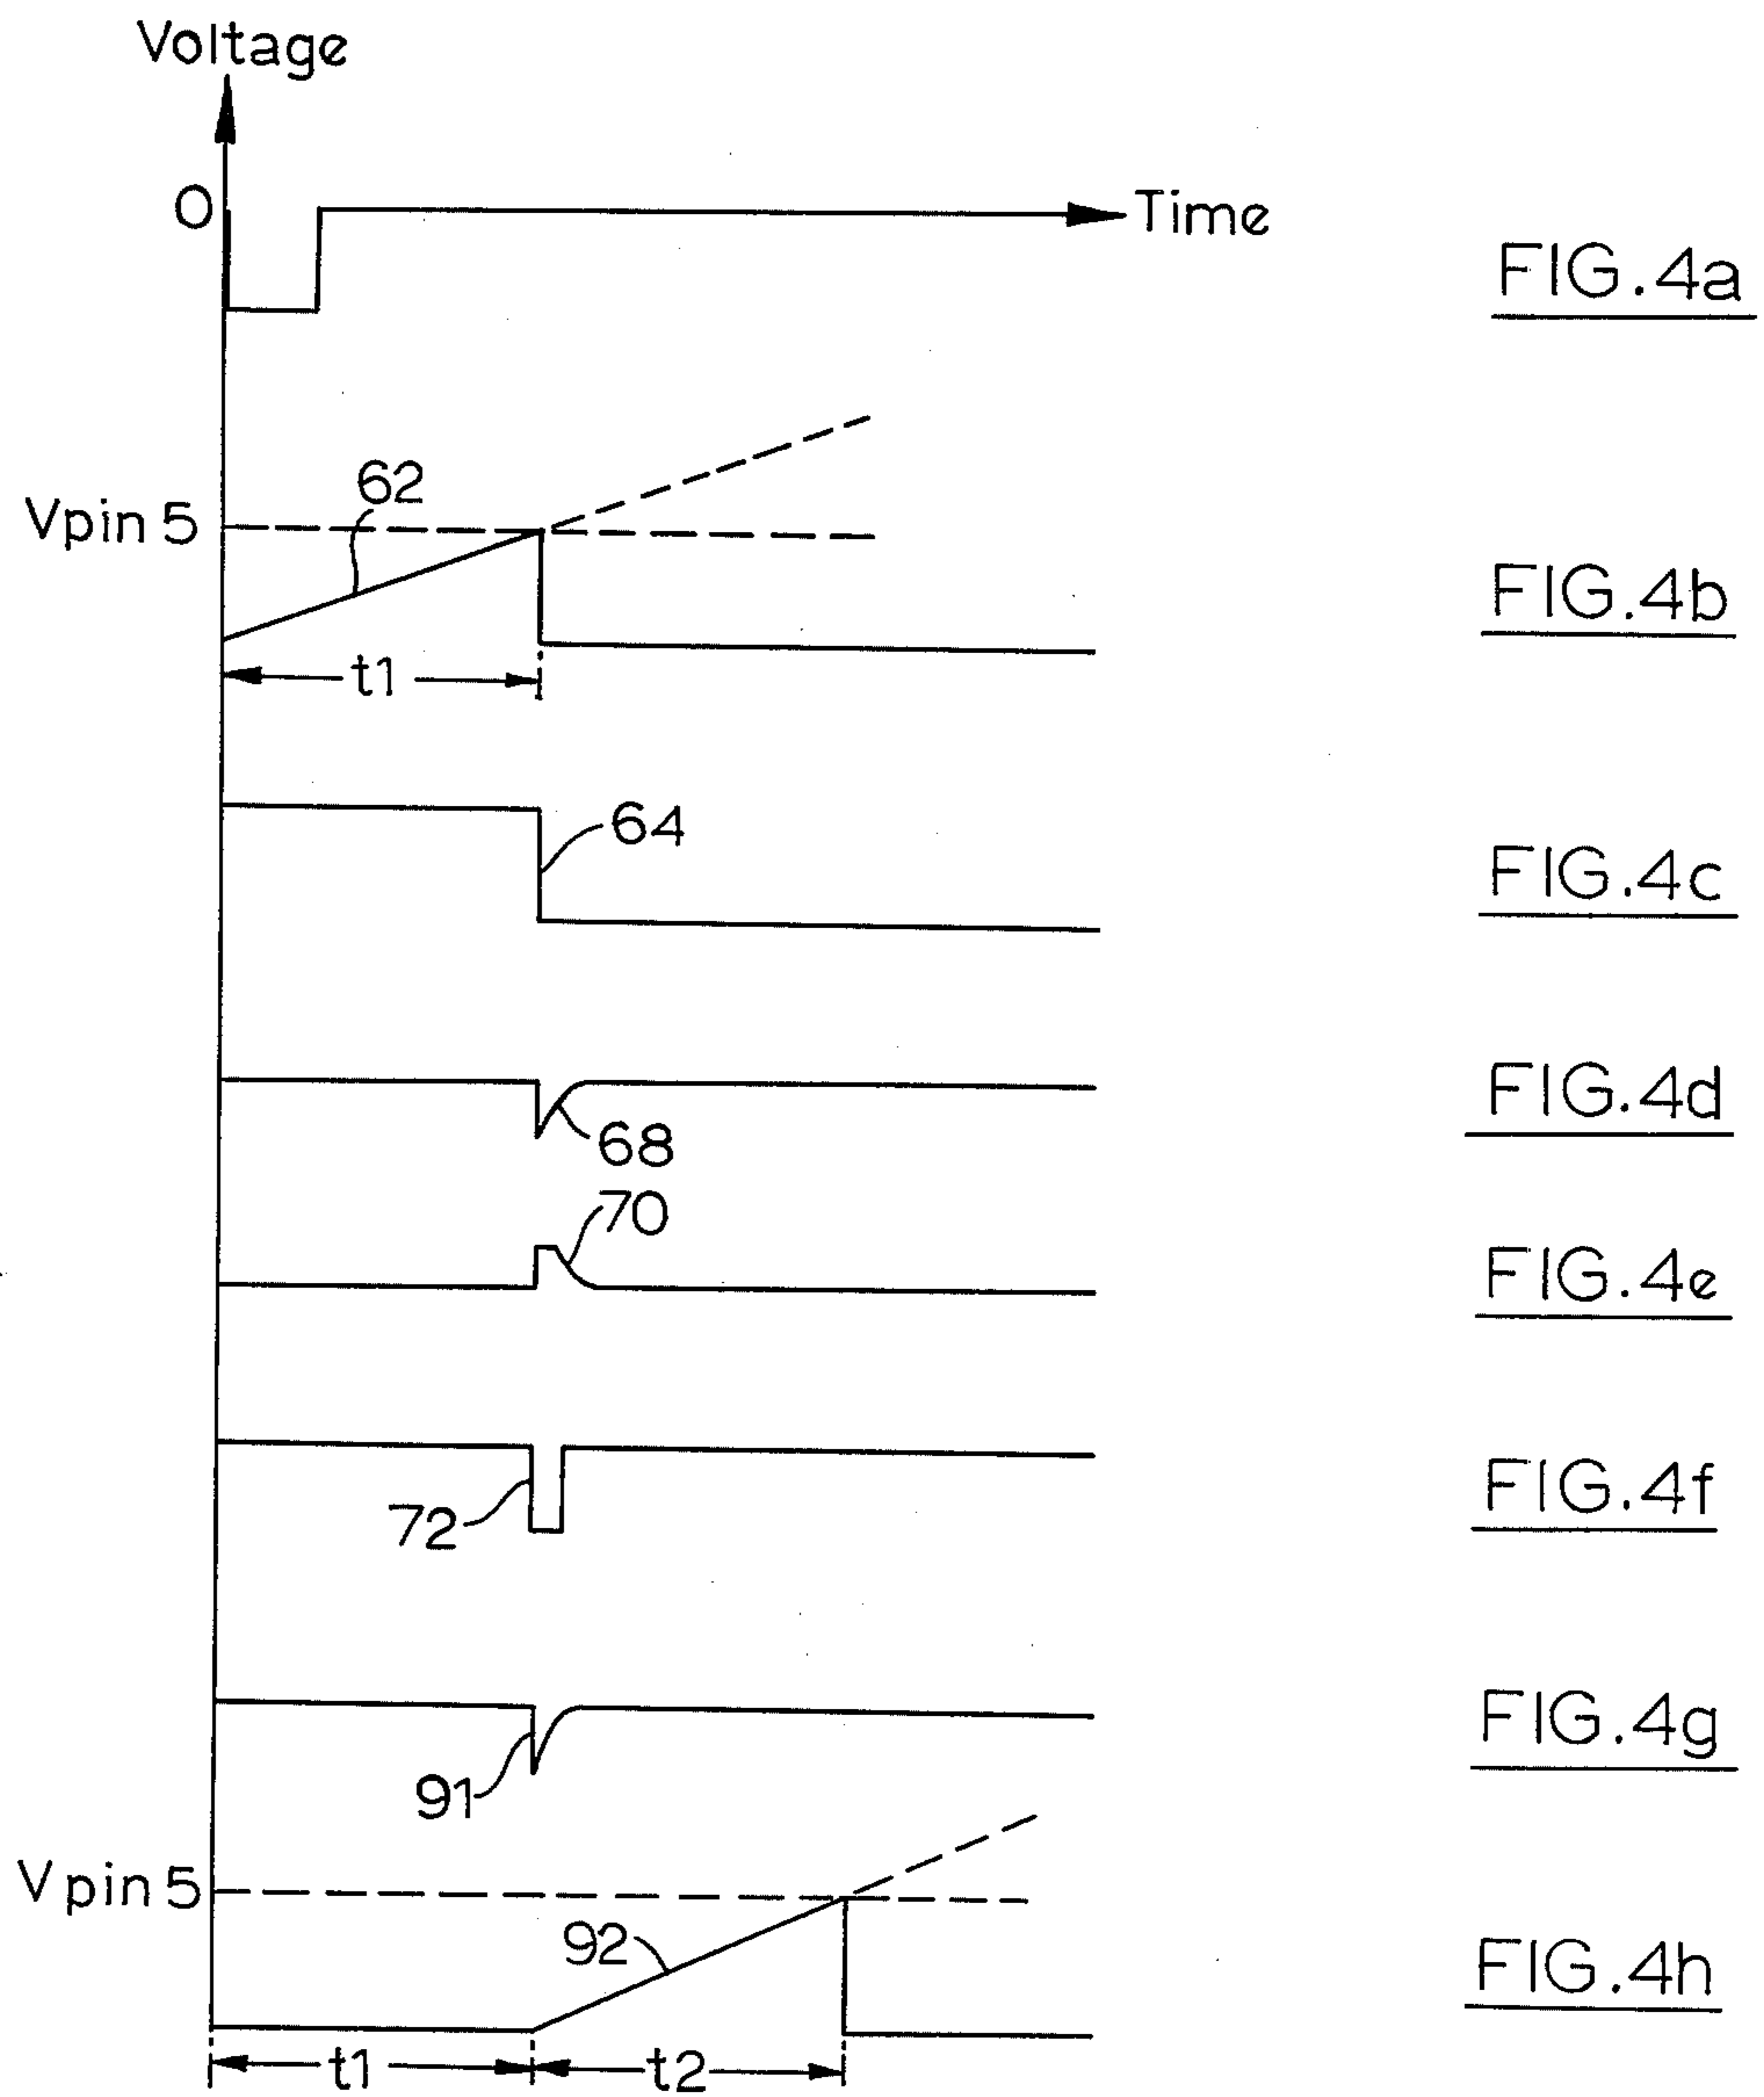 Voltage
0
Time
FIG.4a
62
Vpin 5
FIG.4b
t1
64
FIG.4c
FIG.4d
68
70
FIG.4e
FIG.4f
72
FIG.4g
91
Vpin 5
92
FIG.4h
t1
t2